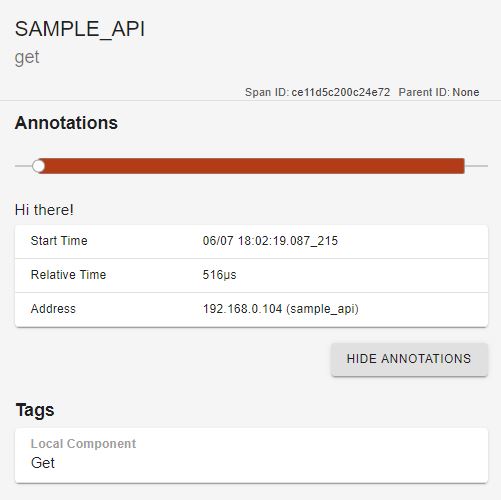 SAMPLE_API
get
Span ID: ce11d5c200c24e72 Parent ID: None
Annotations
Hi there!
Start Time 06/07 18:02:19.087_215
Relative Time 516μs
Address 192.168.0.104 (sample_api)
HIDE ANNOTATIONS
Tags
Local Component
Get